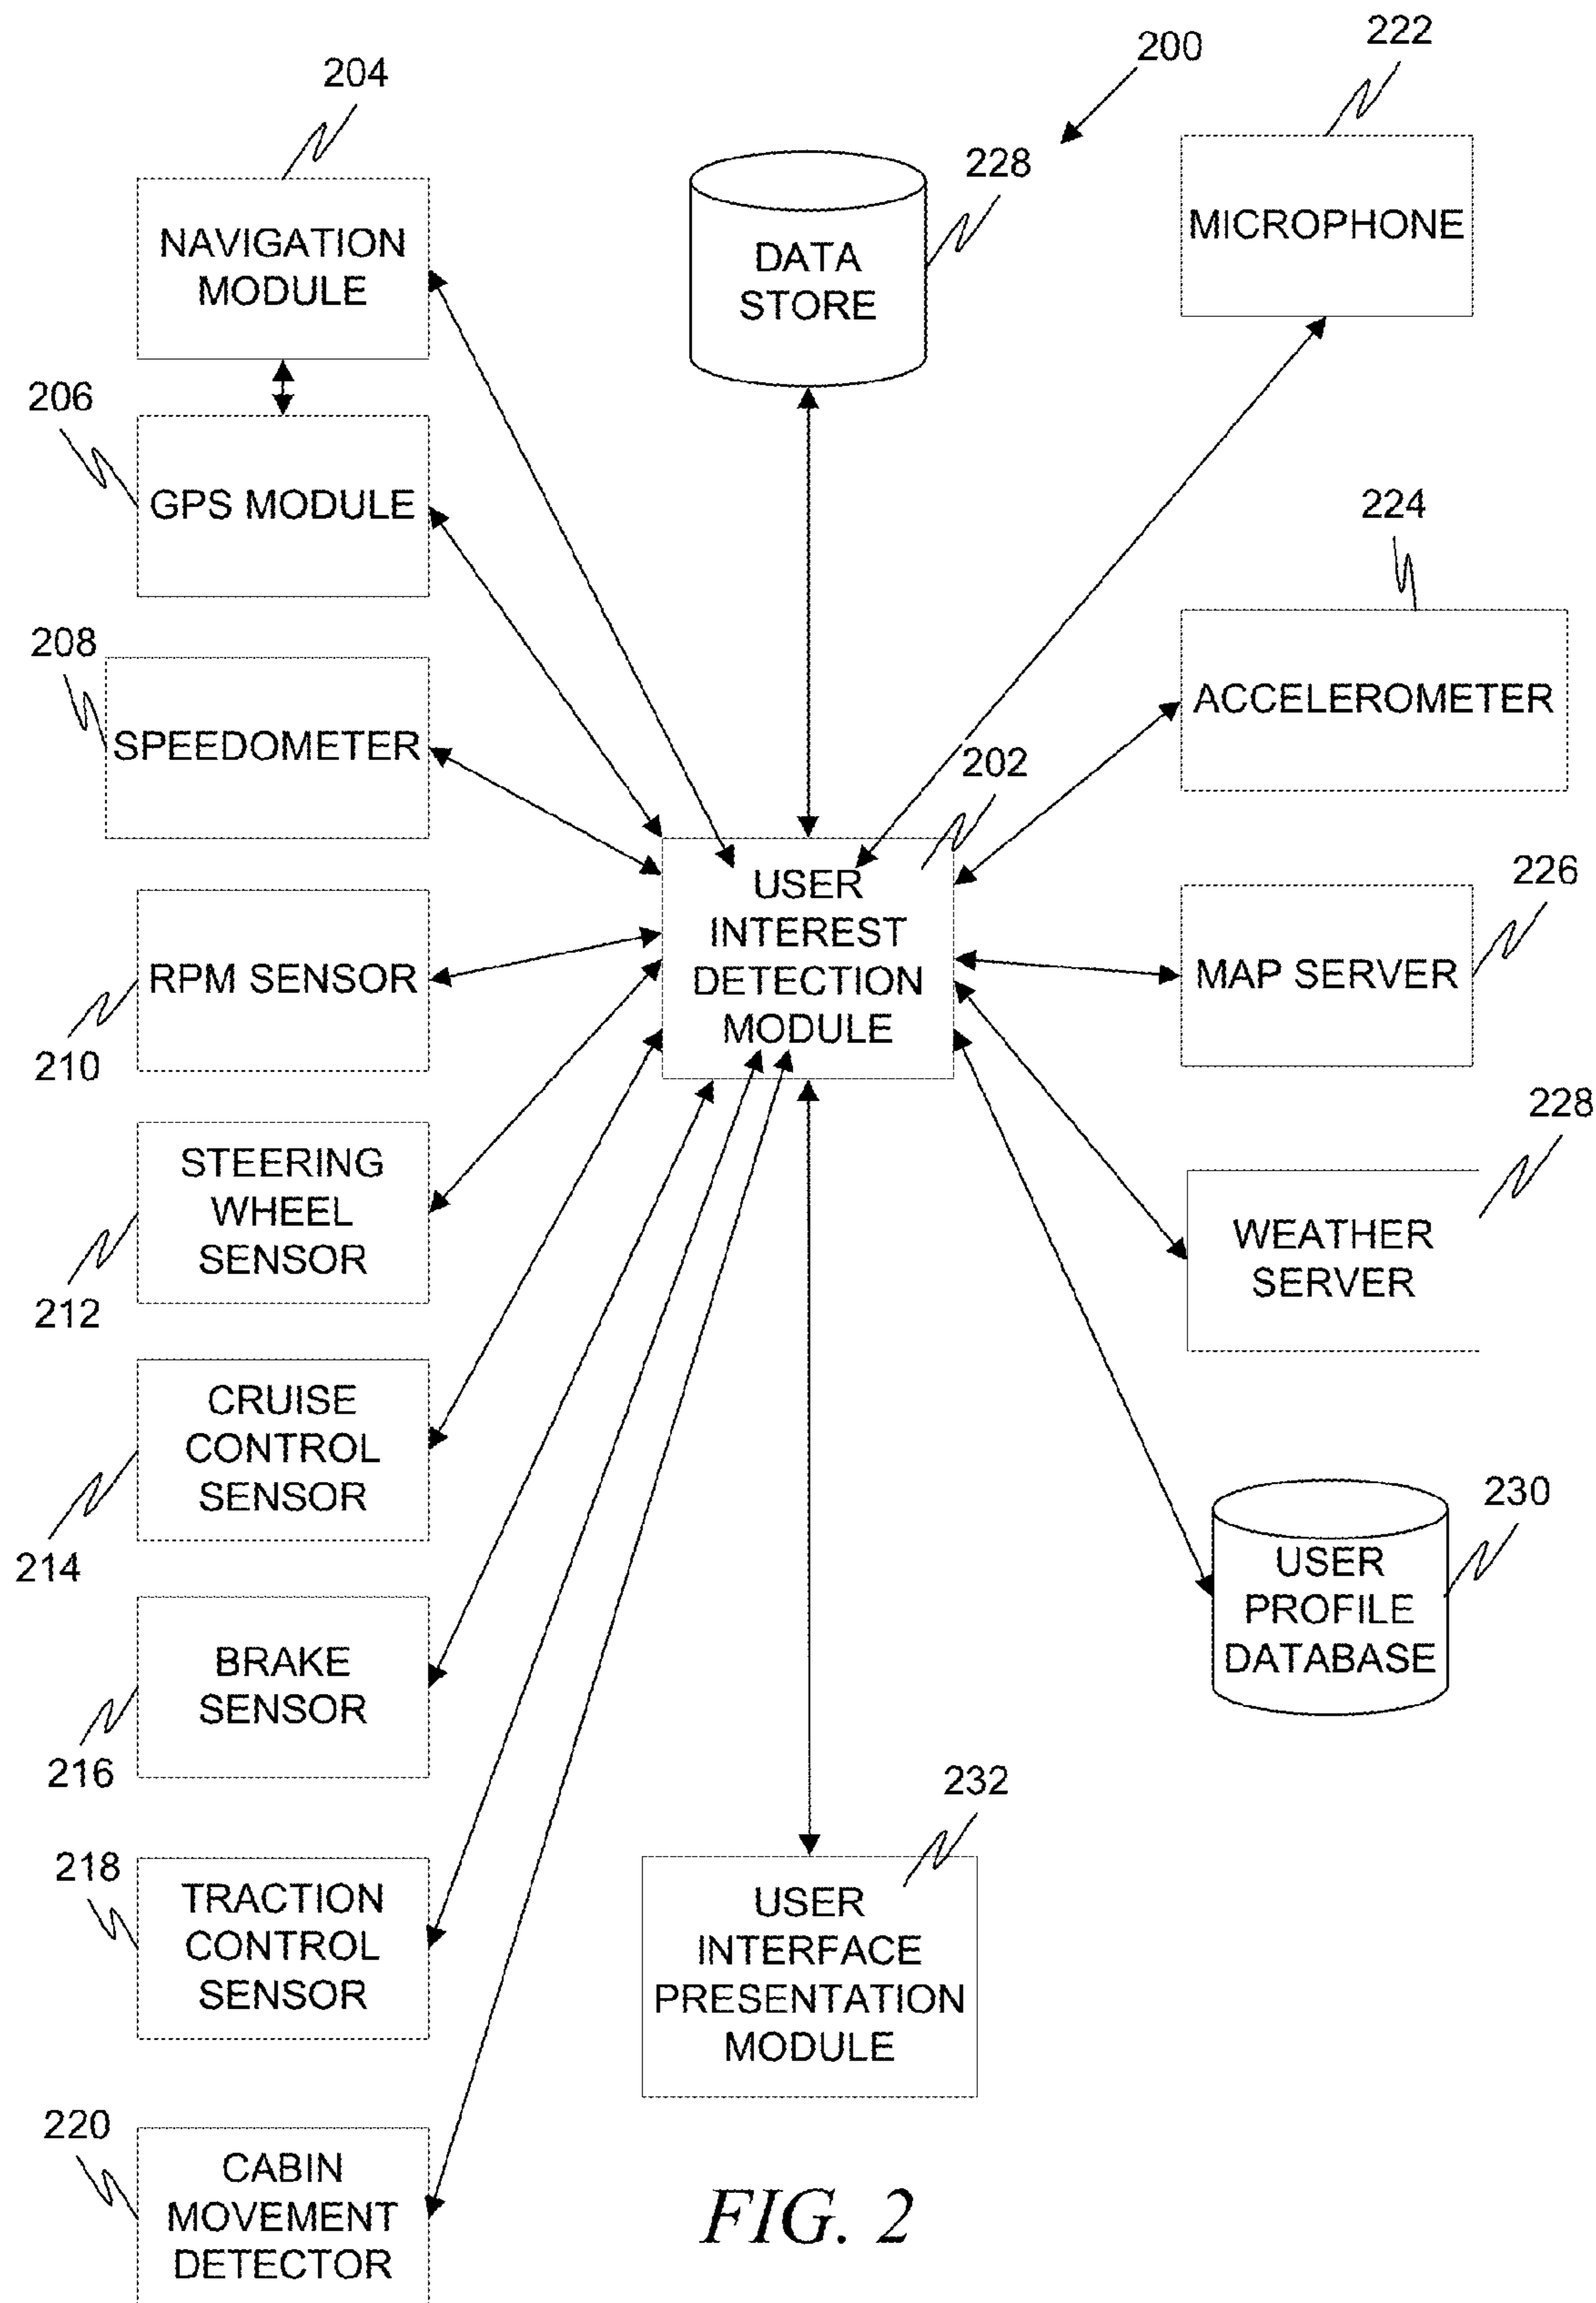 200
222
204
228
NAVIGATION
MODULE
DATA
STORE
MICROPHONE
206
GPS MODULE
224
208
SPEEDOMETER
ACCELEROMETER
202
USER
INTEREST
DETECTION
MODULE
226
RPM SENSOR
MAP SERVER
210
228
STEERING
WHEEL
SENSOR
WEATHER
SERVER
212
CRUISE
CONTROL
SENSOR
230
214
USER
PROFILE
DATABASE
BRAKE
SENSOR
216
232
218
TRACTION
CONTROL
SENSOR
USER
INTERFACE
PRESENTATION
MODULE
220
CABIN
MOVEMENT
DETECTOR
FIG. 2